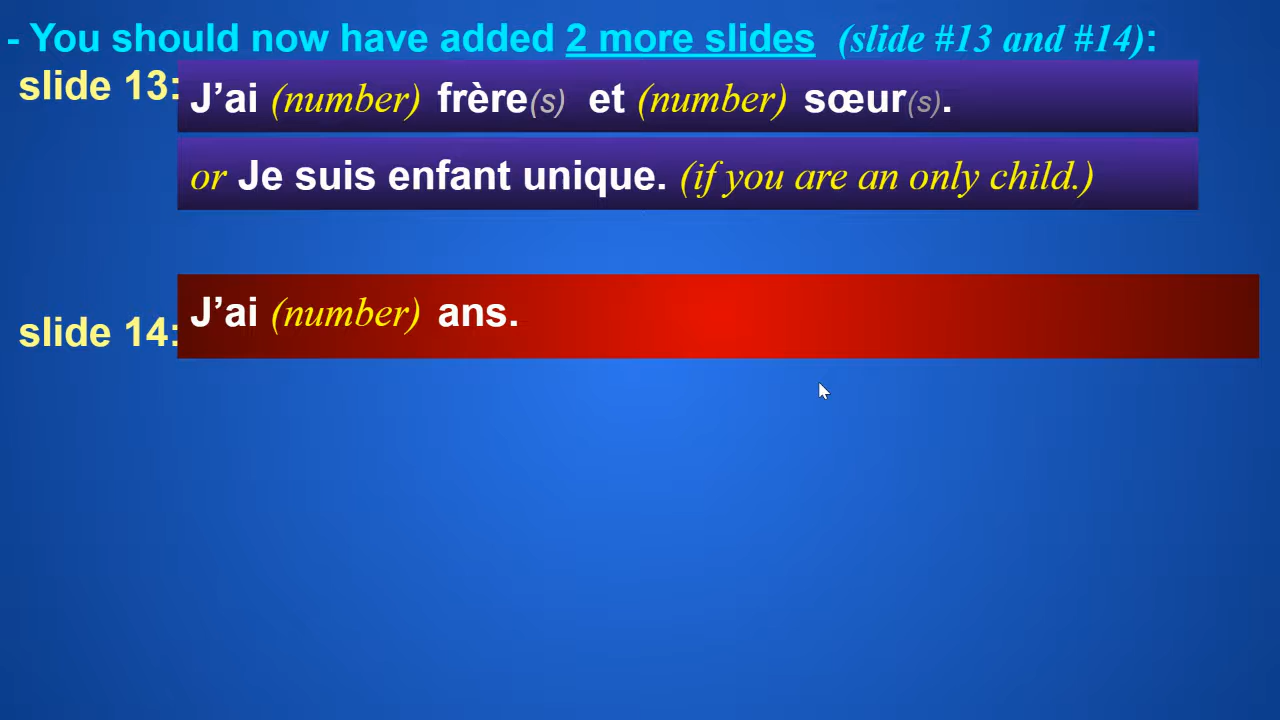 - You should now have added 2 more slides (slide #13 and #14):
slide 13: J’ai (number) frère(s) et (number) sœur(s).
or Je suis enfant unique. (if you are an only child.)
slide 14: J’ai (number) ans.